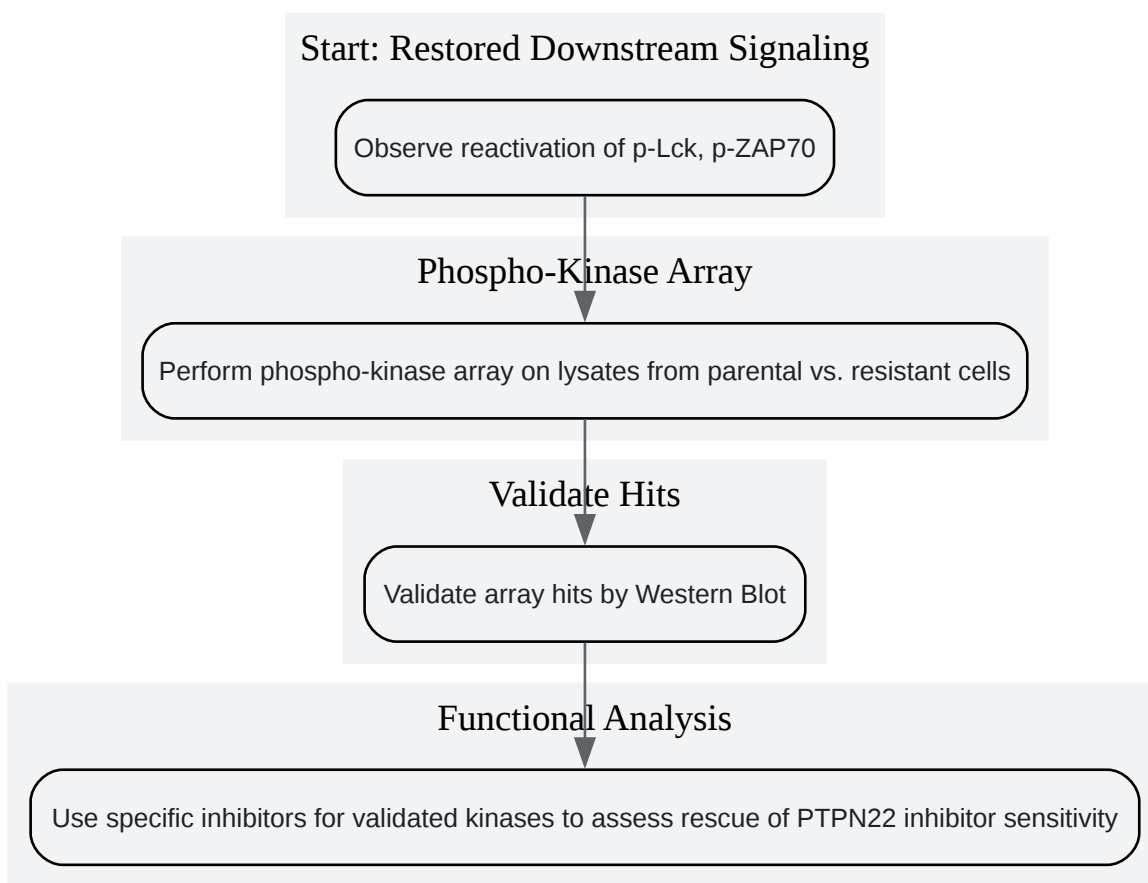 Start: Restored Downstream Signaling
Observe reactivation of p-Lck, p-ZAP70
Phospho-Kinase Array
Perform phospho-kinase array on lysates from parental vs. resistant cells
Validate Hits
Validate array hits by Western Blot
Functional Analysis
Use specific inhibitors for validated kinases to assess rescue of PTPN22 inhibitor sensitivity